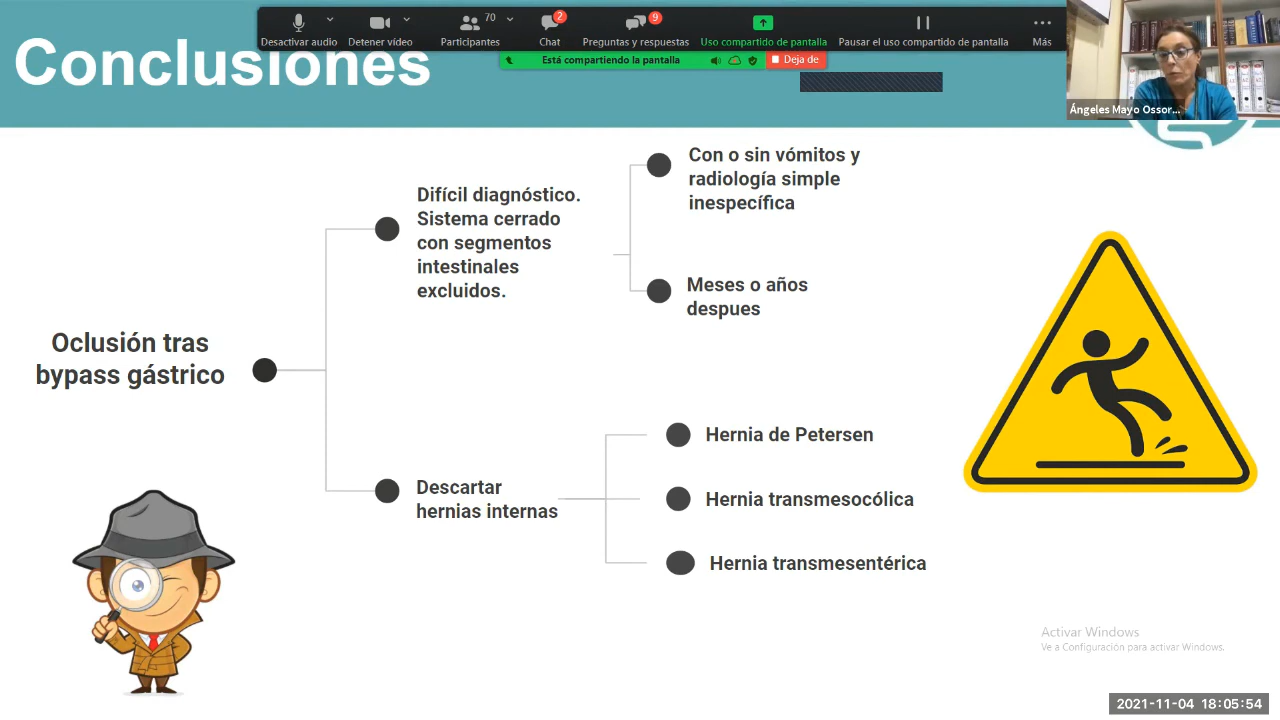 Desactivar audio
Detener vídeo
70
Participantes
2
Chat
9
Preguntas y respuestas
Uso compartido de pantalla
Pausar el uso compartido de pantalla
Más
Está compartiendo la pantalla
Deja de
Ángeles Mayo Ossor...
Conclusiones
Oclusión tras
bypass gástrico
Difícil diagnóstico.
Sistema cerrado
con segmentos
intestinales
excluidos.
Con o sin vómitos y
radiología simple
inespecífica
Meses o años
despues
Descartar
hernias internas
Hernia de Petersen
Hernia transmesocólica
Hernia transmesentérica
Activar Windows
Ve a Configuración para activar Windows.
2021-11-04 18:05:54